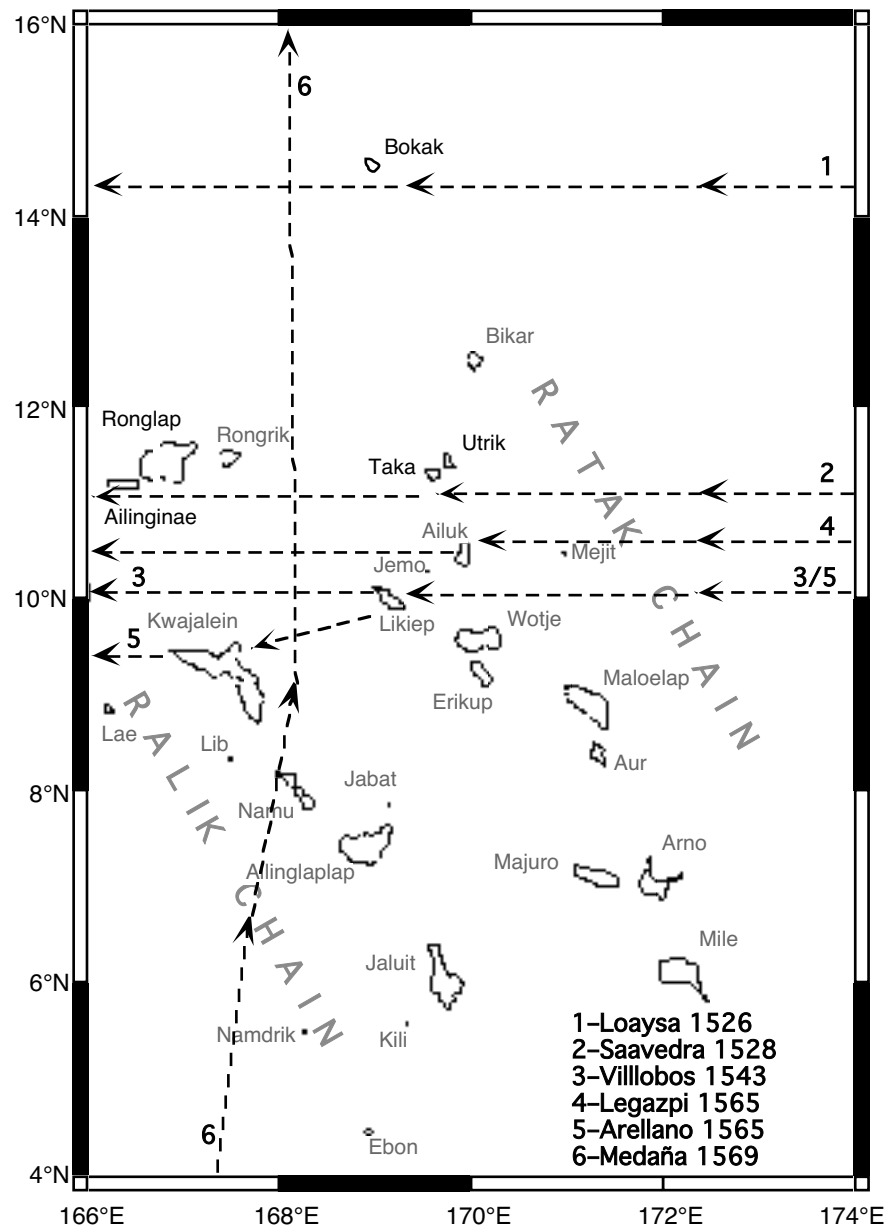 16°N
6
Bokak
1
14°N
Bikar
RATAK CHAIN
12°N
Ronglap
Rongrik
Utrik
Taka
2
Ailinginae
Ailuk
4
Mejit
Jemo
3
3/5
10°N
Likiep
Kwajalein
Wotje
5
Erikup
Maloelap
Lae
RALIK CHAIN
Lib
Aur
8°N
Jabat
Namu
Majuro
Arno
Ailinglaplap
Mile
Jaluit
6°N
Namdrik
Kili
1–Loaysa 1526
2–Saavedra 1528
3–Villlobos 1543
4–Legazpi 1565
5–Arellano 1565
6–Medaña 1569
6
Ebon
4°N
166°E 168°E 170°E 172°E 174°E